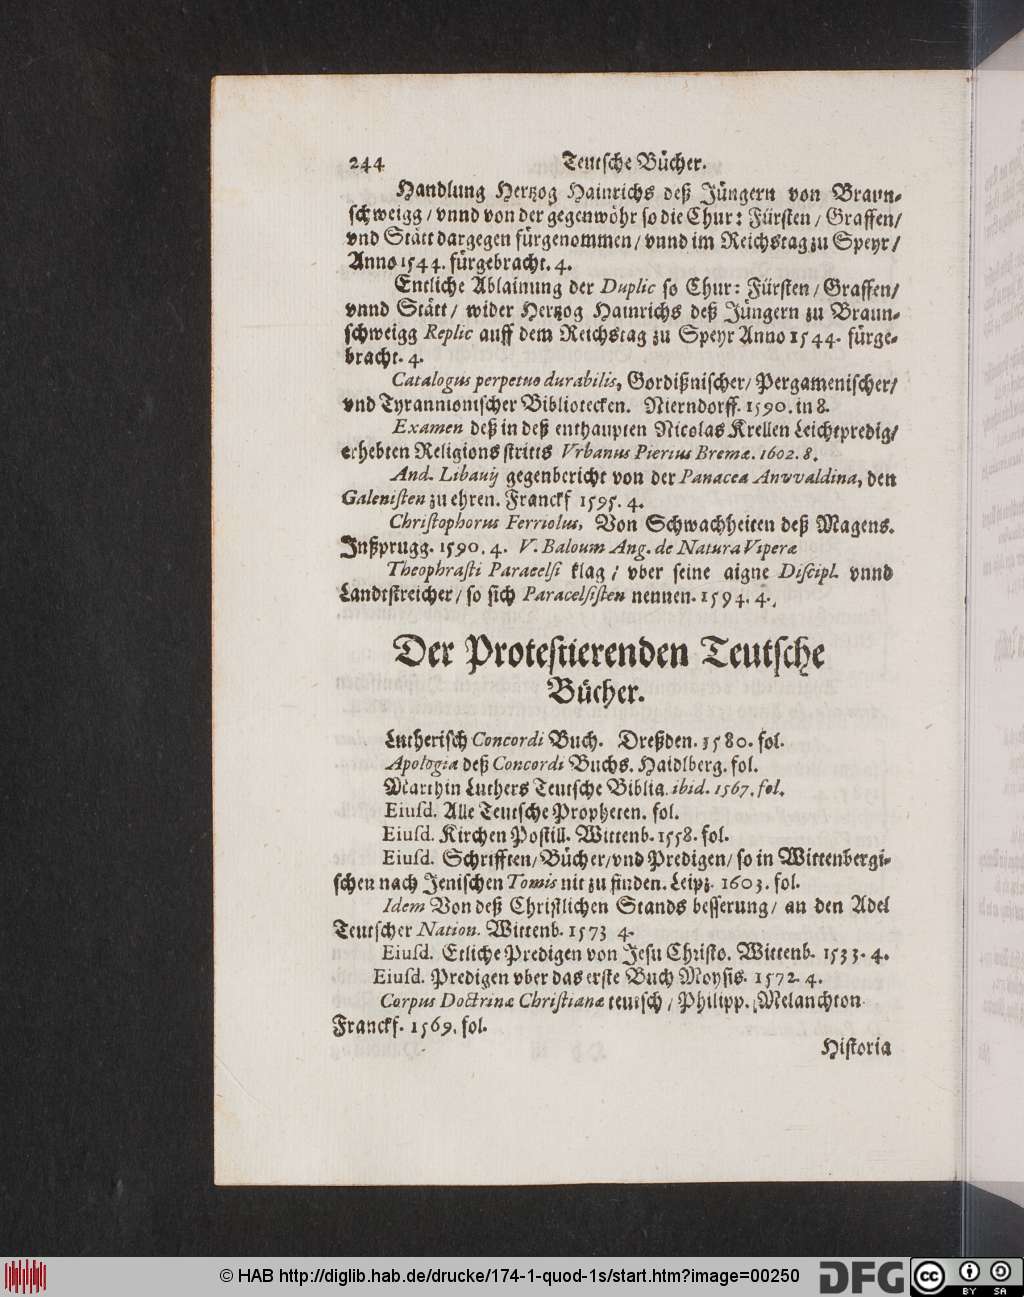 244 Teutsche Bücher.
Handlung Hertzog Hainrichs deß Jüngern von Braun-
schweigg / vnnd von der gegenwöhr so die Chur: Fürsten / Graffen /
vnd Stätt dargegen fürgenommen / vnnd im Reichstag zu Speyr /
Anno 1544. fürgebracht. 4.
Entliche Ablainung der Duplic so Chur: Fürsten / Graffen /
vnnd Stätt / wider Hertzog Hainrichs deß Jüngern zu Braun-
schweigg Replic auff dem Reichstag zu Speyr Anno 1544. fürge-
bracht. 4.
Catalogus perpetuo durabilis, Gordißnischer / Pergamenischer /
vnd Tyrannionischer Bibliotecken. Nierndorff. 1590. in 8.
Examen deß in deß enthaupten Nicolas Krellen Leichtpredig /
erhebten Religions stritts Vrbanus Pierius Bremæ. 1602. 8.
And. Libauij gegenbericht von der Panacea Anvvaldina, den
Galenisten zu ehren. Franckf 1595. 4.
Christophorus Ferriolus, Von Schwachheiten deß Magens.
Jnßprugg. 1590. 4. V. Baloum Ang. de Natura Viperæ
Theophrasti Paracelsi klag / vber seine aigne Discipl. vnnd
Landtstreicher / so sich Paracelsisten nennen. 1594. 4.
Der Protestierenden Teutsche
Bücher.
Lutherisch Concordi Buch. Dreßden. 1580. fol.
Apologia deß Concordi Buchs. Haidlberg. fol.
Marthin Luthers Teutsche Biblia. ibid. 1567. fol.
Eiusd. Alle Teutsche Propheten. fol.
Eiusd. Kirchen Postill. Wittenb. 1558. fol.
Eiusd. Schrifften / Bücher / vnd Predigen / so in Wittenbergi-
schen nach Jenischen Tomis nit zu finden. Leipz. 1603. fol.
Idem Von deß Christlichen Stands besserung / an den Adel
Teutscher Nation. Wittenb. 1573 4.
Eiusd. Etliche Predigen von Jesu Christo. Wittenb. 1533. 4.
Eiusd. Predigen vber das erste Buch Moysis. 1572. 4.
Corpus Doctrinæ Christianæ teutsch / Philipp. Melanchton
Franckf. 1569. fol.
Historia
© HAB http://diglib.hab.de/drucke/174-1-quod-1s/start.htm?image=00250
DFG
cc BY SA